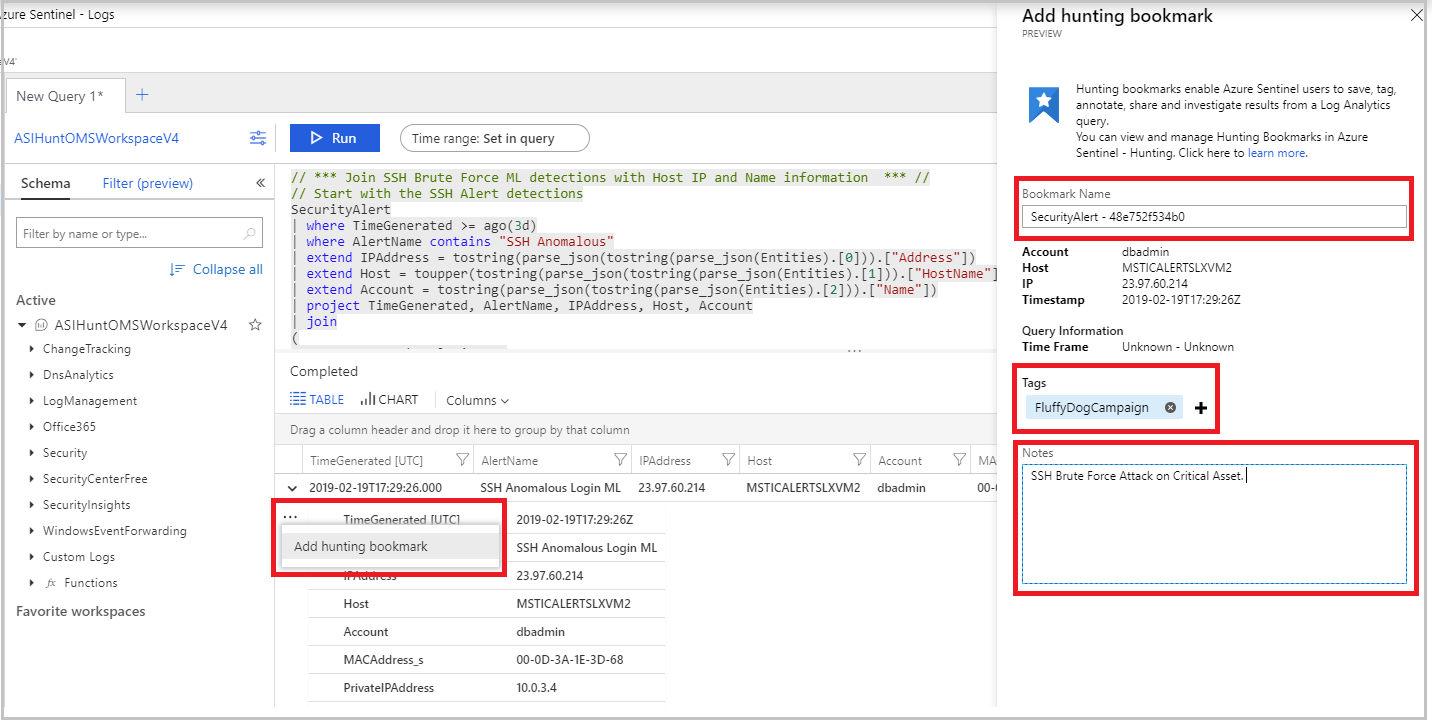 zure Sentinel - Logs
eV4'
New Query 1*
ASIHuntOMSWorkspaceV4
Run
Time range: Set in query
Schema
Filter (preview)
«
Filter by name or type...
Collapse all
Active
ASIHuntOMSWorkspaceV4
ChangeTracking
DnsAnalytics
LogManagement
Office365
Security
SecurityCenterFree
SecurityInsights
WindowsEventForwarding
Custom Logs
fx Functions
Favorite workspaces
// *** Join SSH Brute Force ML detections with Host IP and Name information  *** //
// Start with the SSH Alert detections
SecurityAlert
| where TimeGenerated >= ago(3d)
| where AlertName contains "SSH Anomalous"
| extend IPAddress = tostring(parse_json(tostring(parse_json(Entities).[0])).["Address"])
| extend Host = toupper(tostring(parse_json(tostring(parse_json(Entities).[1])).["HostName"]
| extend Account = tostring(parse_json(tostring(parse_json(Entities).[2])).["Name"])
| project TimeGenerated, AlertName, IPAddress, Host, Account
| join
(
Completed
TABLE CHART Columns
Drag a column header and drop it here to group by that column
TimeGenerated [UTC] AlertName IPAddress Host Account MA
2019-02-19T17:29:26.000 SSH Anomalous Login ML 23.97.60.214 MSTICALERTSLXVM2 dbadmin 00-0
... TimeGenerated [UTC] 2019-02-19T17:29:26Z
Add hunting bookmark SSH Anomalous Login ML
IPAddress 23.97.60.214
Host MSTICALERTSLXVM2
Account dbadmin
MACAddress_s 00-0D-3A-1E-3D-68
PrivateIPAddress 10.0.3.4
Add hunting bookmark
PREVIEW
Hunting bookmarks enable Azure Sentinel users to save, tag,
annotate, share and investigate results from a Log Analytics
query.
You can view and manage Hunting Bookmarks in Azure
Sentinel - Hunting. Click here to learn more.
Bookmark Name
SecurityAlert - 48e752f534b0
Account dbadmin
Host MSTICALERTSLXVM2
IP 23.97.60.214
Timestamp 2019-02-19T17:29:26Z
Query Information
Time Frame Unknown - Unknown
Tags
FluffyDogCampaign
Notes
SSH Brute Force Attack on Critical Asset.